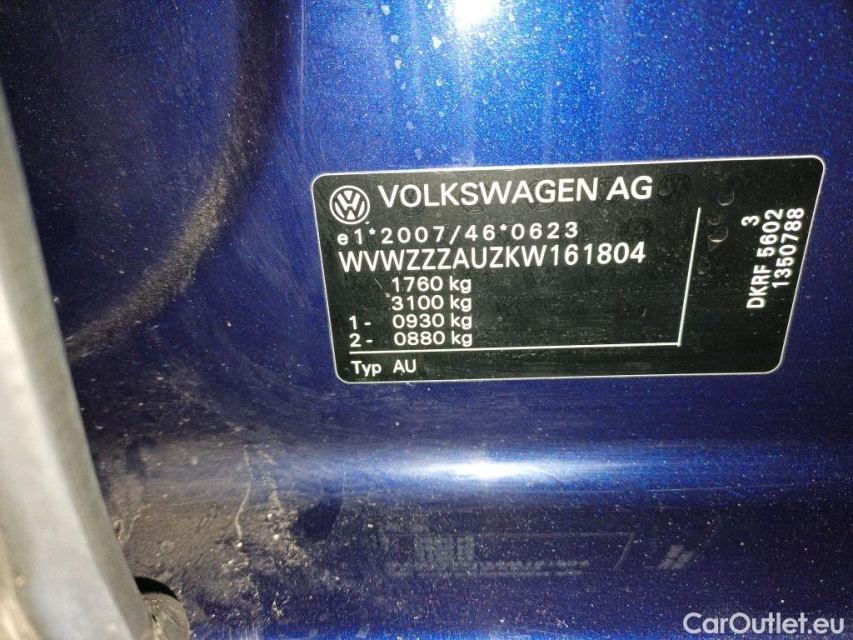 VOLKSWAGEN AG
e1*2007/46*0623
WVWZZZAUZKW161804
1760 kg
3100 kg
1- 0930 kg
2- 0880 kg
Typ AU
3
DKRF 5602
1350788
CarOutlet.eu